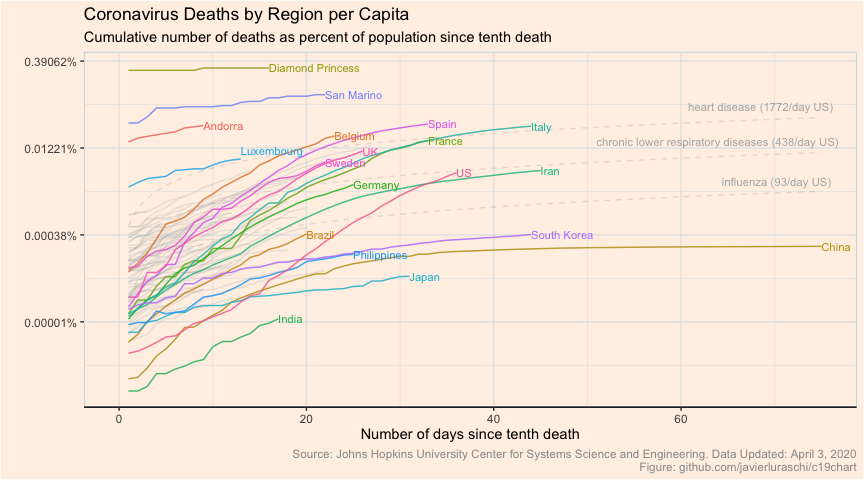 Coronavirus Deaths by Region per Capita
Cumulative number of deaths as percent of population since tenth death
0.39062%
Diamond Princess
San Marino
heart disease (1772/day US)
Andorra
Spain
Italy
0.01221%
Belgium
France
chronic lower respiratory diseases (438/day US)
Luxembourg
UK
Sweden
Iran
US
Germany
influenza (93/day US)
0.00038%
Brazil
South Korea
China
Philippines
Japan
0.00001%
India
0
20
40
60
Number of days since tenth death
Source: Johns Hopkins University Center for Systems Science and Engineering. Data Updated: April 3, 2020
Figure: github.com/javierluraschi/c19chart